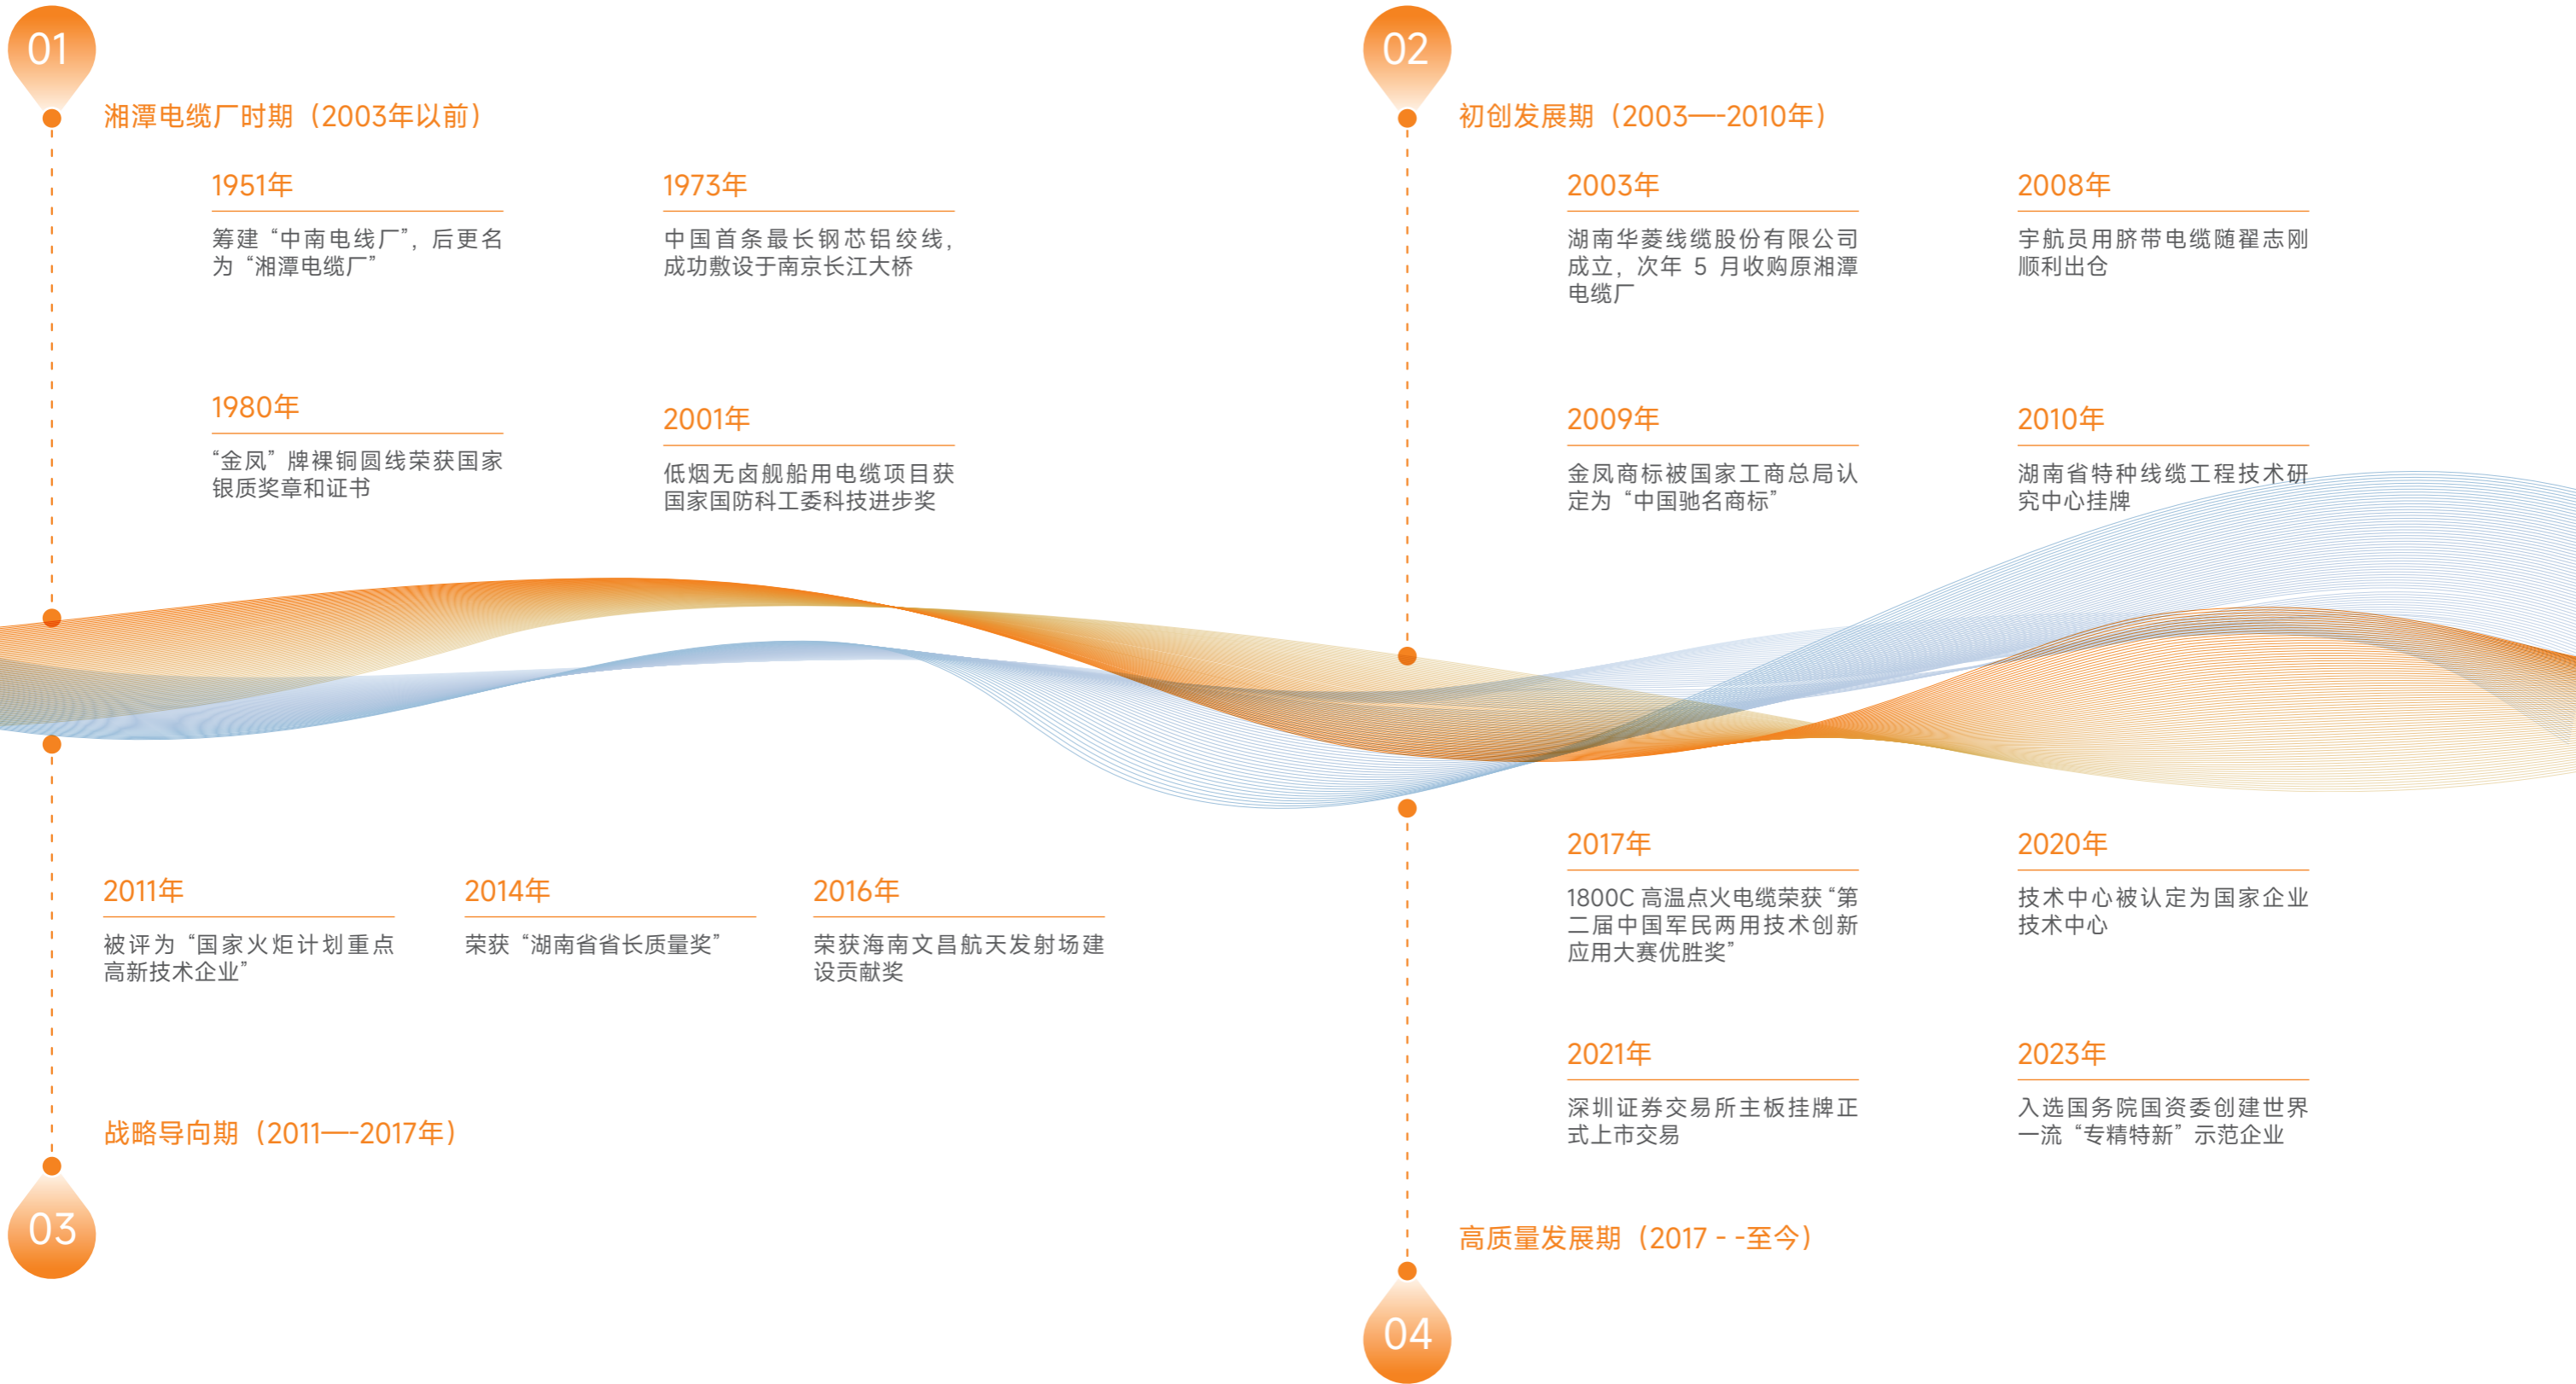 01
湘潭电缆厂时期（2003年以前）
1951年
筹建“中南电线厂”，后更名
为“湘潭电缆厂”
1973年
中国首条最长钢芯铝绞线，
成功敷设于南京长江大桥
1980年
“金凤”牌裸铜圆线荣获国家
银质奖章和证书
2001年
低烟无卤舰船用电缆项目获
国家国防科工委科技进步奖
02
初创发展期（2003—-2010年）
2003年
湖南华菱线缆股份有限公司
成立，次年 5 月收购原湘潭
电缆厂
2008年
宇航员用脐带电缆随翟志刚
顺利出仓
2009年
金凤商标被国家工商总局认
定为“中国驰名商标”
2010年
湖南省特种线缆工程技术研
究中心挂牌
2011年
被评为“国家火炬计划重点
高新技术企业”
2014年
荣获“湖南省省长质量奖”
2016年
荣获海南文昌航天发射场建
设贡献奖
战略导向期（2011—-2017年）
03
2017年
1800C 高温点火电缆荣获“第
二届中国军民两用技术创新
应用大赛优胜奖”
2020年
技术中心被认定为国家企业
技术中心
2021年
深圳证券交易所主板挂牌正
式上市交易
2023年
入选国务院国资委创建世界
一流“专精特新”示范企业
高质量发展期（2017 - -至今）
04